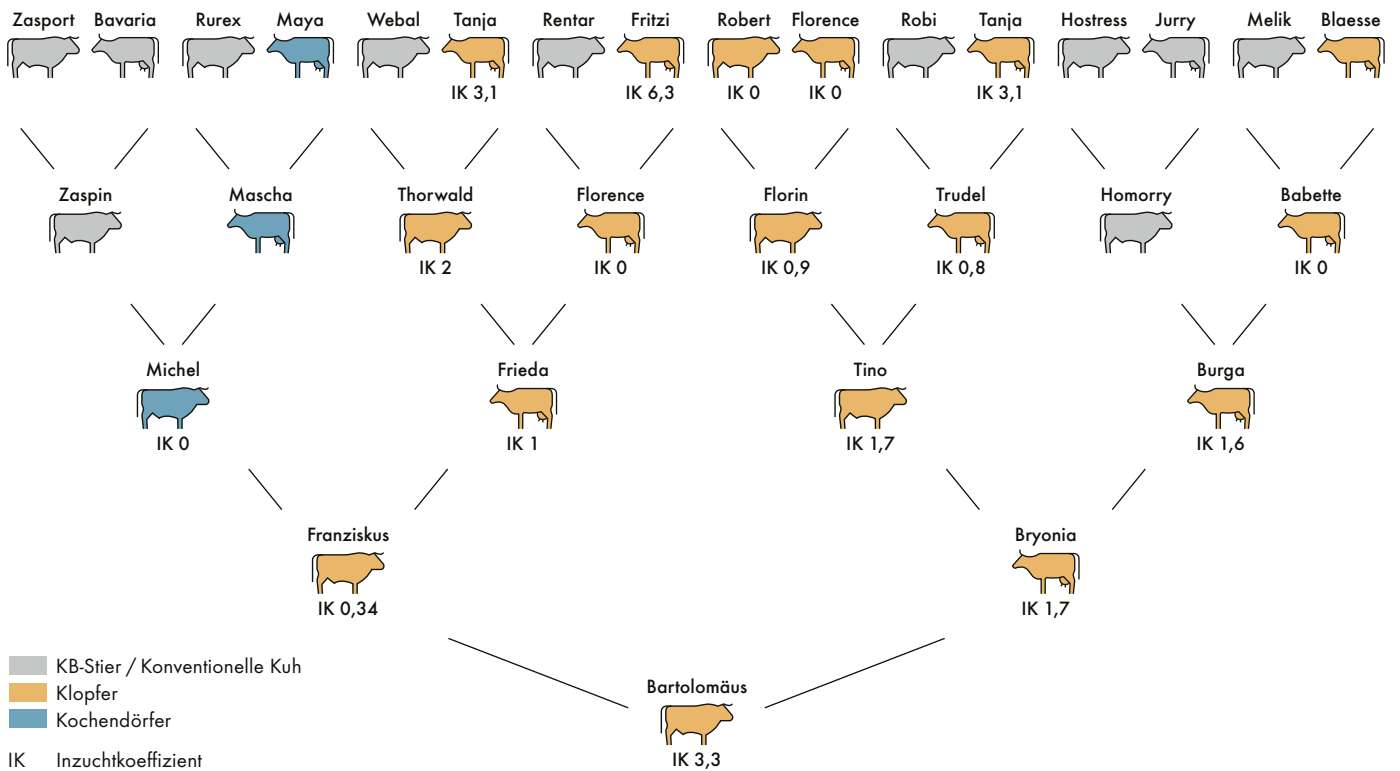 Zasport Bavaria Rurex Maya Webal Tanja Rentar Fritzi Robert Florence Robi Tanja Hostress Jurry Melik Blaesse
IK 3,1 IK 6,3 IK 0 IK 0 IK 3,1
Zaspin Mascha Thorwald Florence Florin Trudel Homorry Babette
IK 2 IK 0 IK 0,9 IK 0,8 IK 0
Michel Frieda Tino Burga
IK 0 IK 1 IK 1,7 IK 1,6
Franziskus Bryonia
IK 0,34 IK 1,7
KB-Stier / Konventionelle Kuh
Klopfer
Kochendörfer
IK Inzuchtkoeffizient
Bartolomäus
IK 3,3